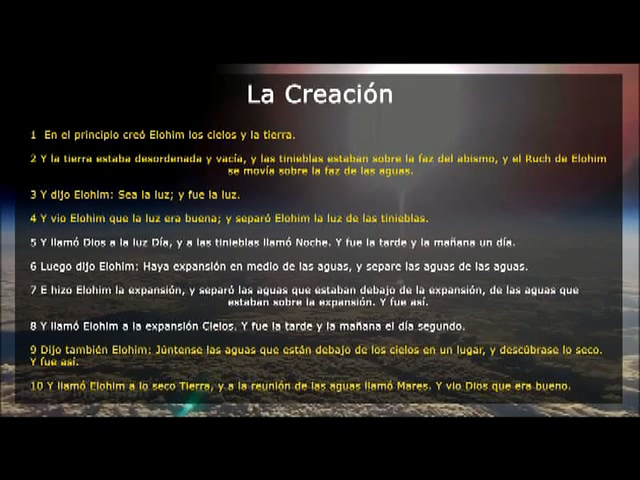 La Creación
1 En el principio creó Elohim los cielos y la tierra.
2 Y la tierra estaba desordenada y vacía, y las tinieblas estaban sobre la faz del abismo, y el Ruch de Elohim
se movía sobre la faz de las aguas.
3 Y dijo Elohim: Sea la luz; y fue la luz.
4 Y vio Elohim que la luz era buena; y separó Elohim la luz de las tinieblas.
5 Y llamó Dios a la luz Día, y a las tinieblas llamó Noche. Y fue la tarde y la mañana un día.
6 Luego dijo Elohim: Haya expansión en medio de las aguas, y separe las aguas de las aguas.
7 E hizo Elohim la expansión, y separó las aguas que estaban debajo de la expansión, de las aguas que
estaban sobre la expansión. Y fue así.
8 Y llamó Elohim a la expansión Cielos. Y fue la tarde y la mañana el día segundo.
9 Dijo también Elohim: Júntense las aguas que están debajo de los cielos en un lugar, y descúbrase lo seco.
Y fue así.
10 Y llamó Elohim a lo seco Tierra, y a la reunión de las aguas llamó Mares. Y vio Dios que era bueno.